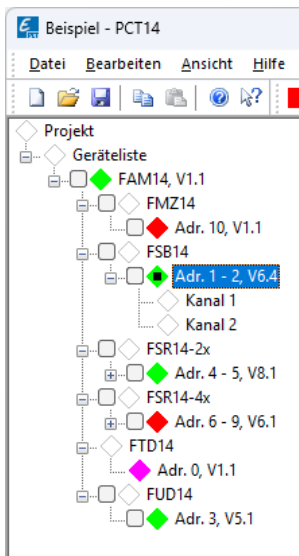 Beispiel - PCT14
Datei Bearbeiten Ansicht Hilfe
Projekt
Geräteliste
FAM14, V1.1
FMZ14
Adr. 10, V1.1
FSB14
Adr. 1 - 2, V6.4
Kanal 1
Kanal 2
FSR14-2x
Adr. 4 - 5, V8.1
FSR14-4x
Adr. 6 - 9, V6.1
FTD14
Adr. 0, V1.1
FUD14
Adr. 3, V5.1